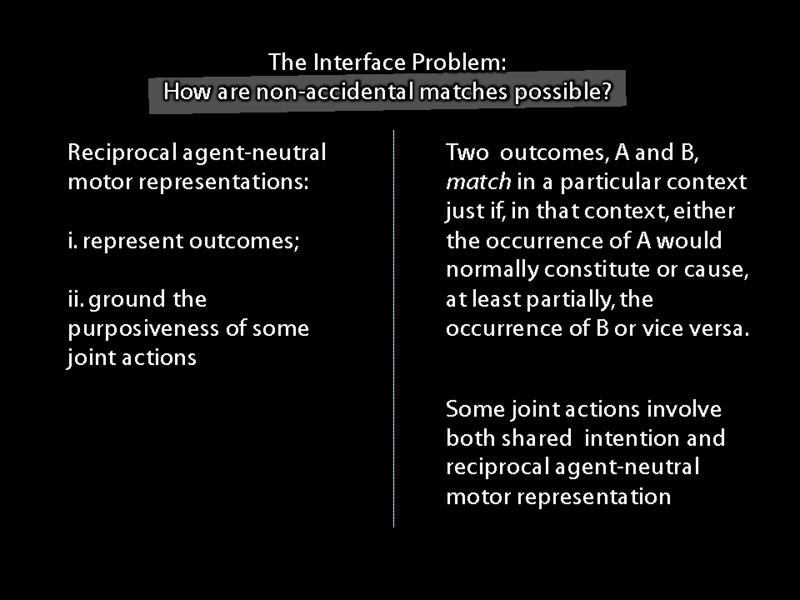 The Interface Problem:
How are non-accidental matches possible?
Reciprocal agent-neutral
motor representations:
i. represent outcomes;
ii. ground the
purposiveness of some
joint actions
Two outcomes, A and B,
match in a particular context
just if, in that context, either
the occurrence of A would
normally constitute or cause,
at least partially, the
occurrence of B or vice versa.
Some joint actions involve
both shared intention and
reciprocal agent-neutral
motor representation